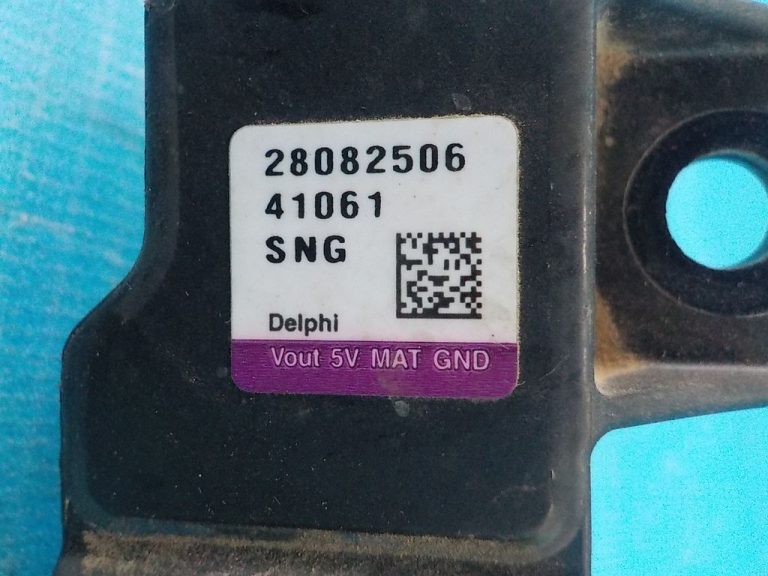 28082506
41061
SNG
Delphi
Vout 5V MAT GND